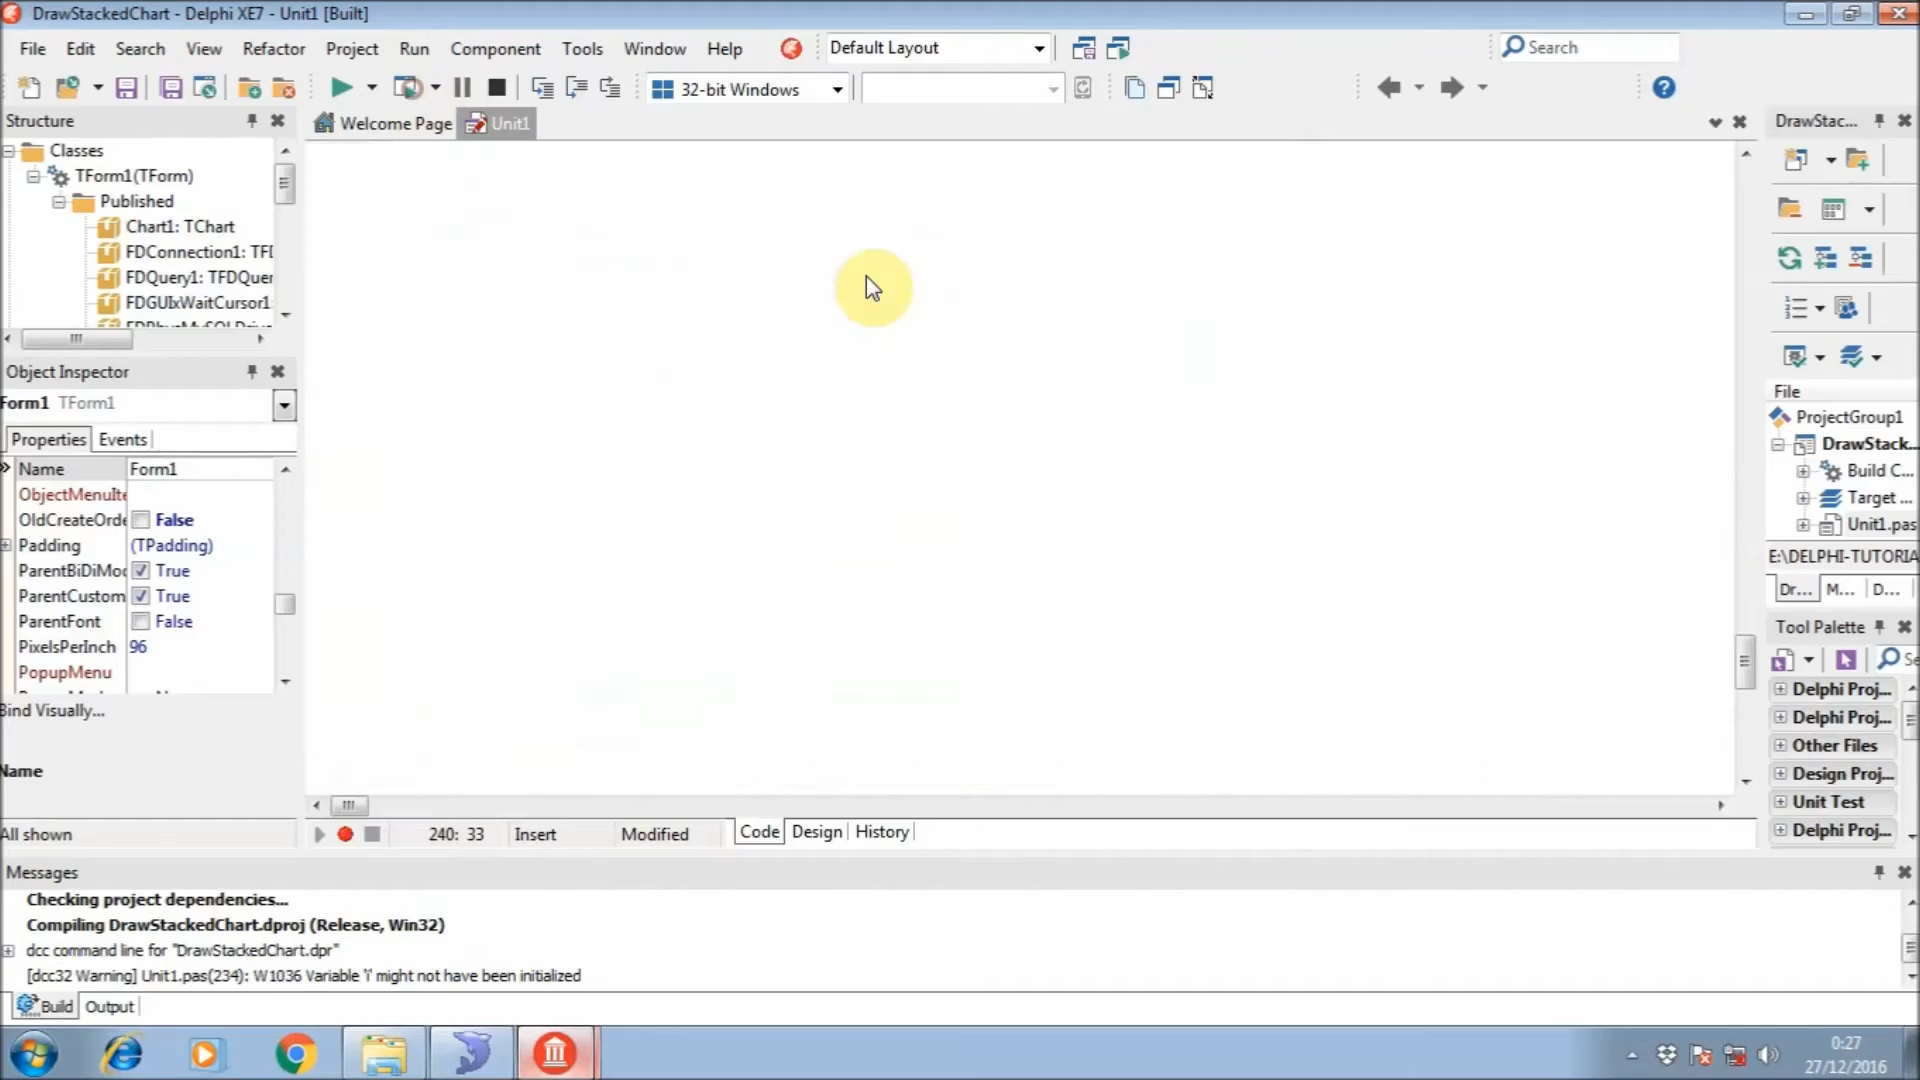 DrawStackedChart - Delphi XE7 - Unit1 [Built]
File Edit Search View Refactor Project Run Component Tools Window Help
Default Layout
Search
32-bit Windows
Structure
Welcome Page
Unit1
DrawStac...
Classes
TForm1(TForm)
Published
Chart1: TChart
FDConnection1: TFD
FDQuery1: TFDQuer
FDGUIxWaitCursor1:
Object Inspector
Form1 TForm1
Properties Events
Name Form1
ObjectMenuIte
OldCreateOrde False
Padding (TPadding)
ParentBiDiMod True
ParentCustom True
ParentFont False
PixelsPerInch 96
PopupMenu
Bind Visually...
Name
All shown
240: 33 Insert Modified Code Design History
File
ProjectGroup1
DrawStack...
Build C...
Target ...
Unit1.pas
E:\DELPHI-TUTORIA
Dr... M... D...
Tool Palette
Se
Delphi Proj...
Delphi Proj...
Other Files
Design Proj...
Unit Test
Delphi Proj...
Messages
Checking project dependencies...
Compiling DrawStackedChart.dproj (Release, Win32)
dcc command line for "DrawStackedChart.dpr"
[dcc32 Warning] Unit1.pas(234): W1036 Variable 'i' might not have been initialized
Build Output
0:27
27/12/2016